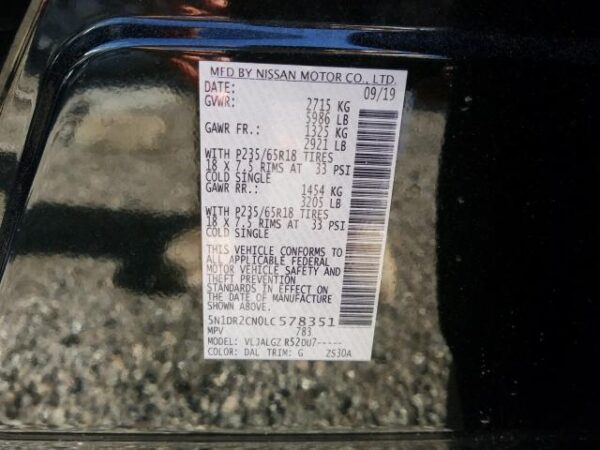 MFD BY NISSAN MOTOR CO., LTD.
DATE: 09/19
GVWR: 2715 KG
5986 LB
GAWR FR.: 1325 KG
2921 LB
WITH P235/65R18 TIRES
18 X 7.5 RIMS AT 33 PSI
COLD SINGLE
GAWR RR.: 1454 KG
3205 LB
WITH P235/65R18 TIRES
18 X 7.5 RIMS AT 33 PSI
COLD SINGLE
THIS VEHICLE CONFORMS TO
ALL APPLICABLE FEDERAL
MOTOR VEHICLE SAFETY AND
THEFT PREVENTION
STANDARDS IN EFFECT ON
THE DATE OF MANUFACTURE
SHOWN ABOVE.
5N1DR2CN0LC578351
MPV 783
MODEL: VLJALGZ R52DU7-----
COLOR: DAL TRIM: G ZS30A